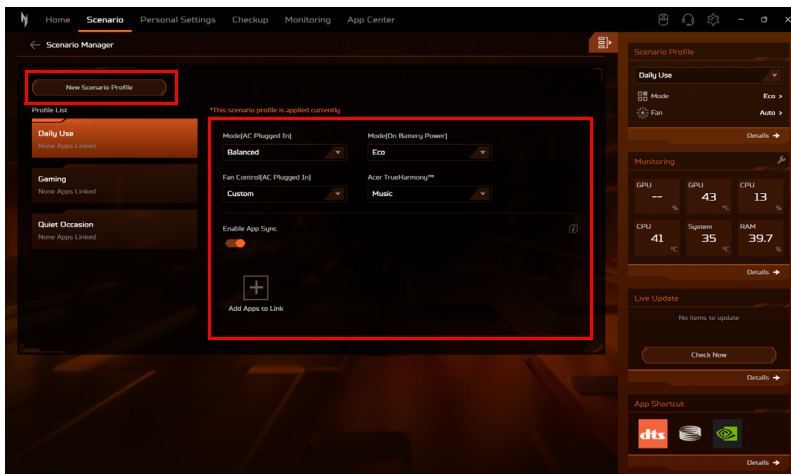 Home Scenario Personal Settings Checkup Monitoring App Center
Scenario Manager
New Scenario Profile
Profile List
Daily Use
None Apps Linked
Gaming
None Apps Linked
Quiet Occasion
None Apps Linked
*This scenario profile is applied currently
Mode(AC Plugged In) Mode(On Battery Power)
Balanced Eco
Fan Control(AC Plugged In) Acer TrueHarmony™
Custom Music
Enable App Sync
Add Apps to Link
Scenario Profile
Daily Use
Mode Eco >
Fan Auto >
Details
Monitoring
GPU GPU CPU
-- % 43 °C 13 %
CPU System RAM
41 °C 35 °C 39.7 %
Details
Live Update
No items to update
Check Now
Details
App Shortcut
dts
Details